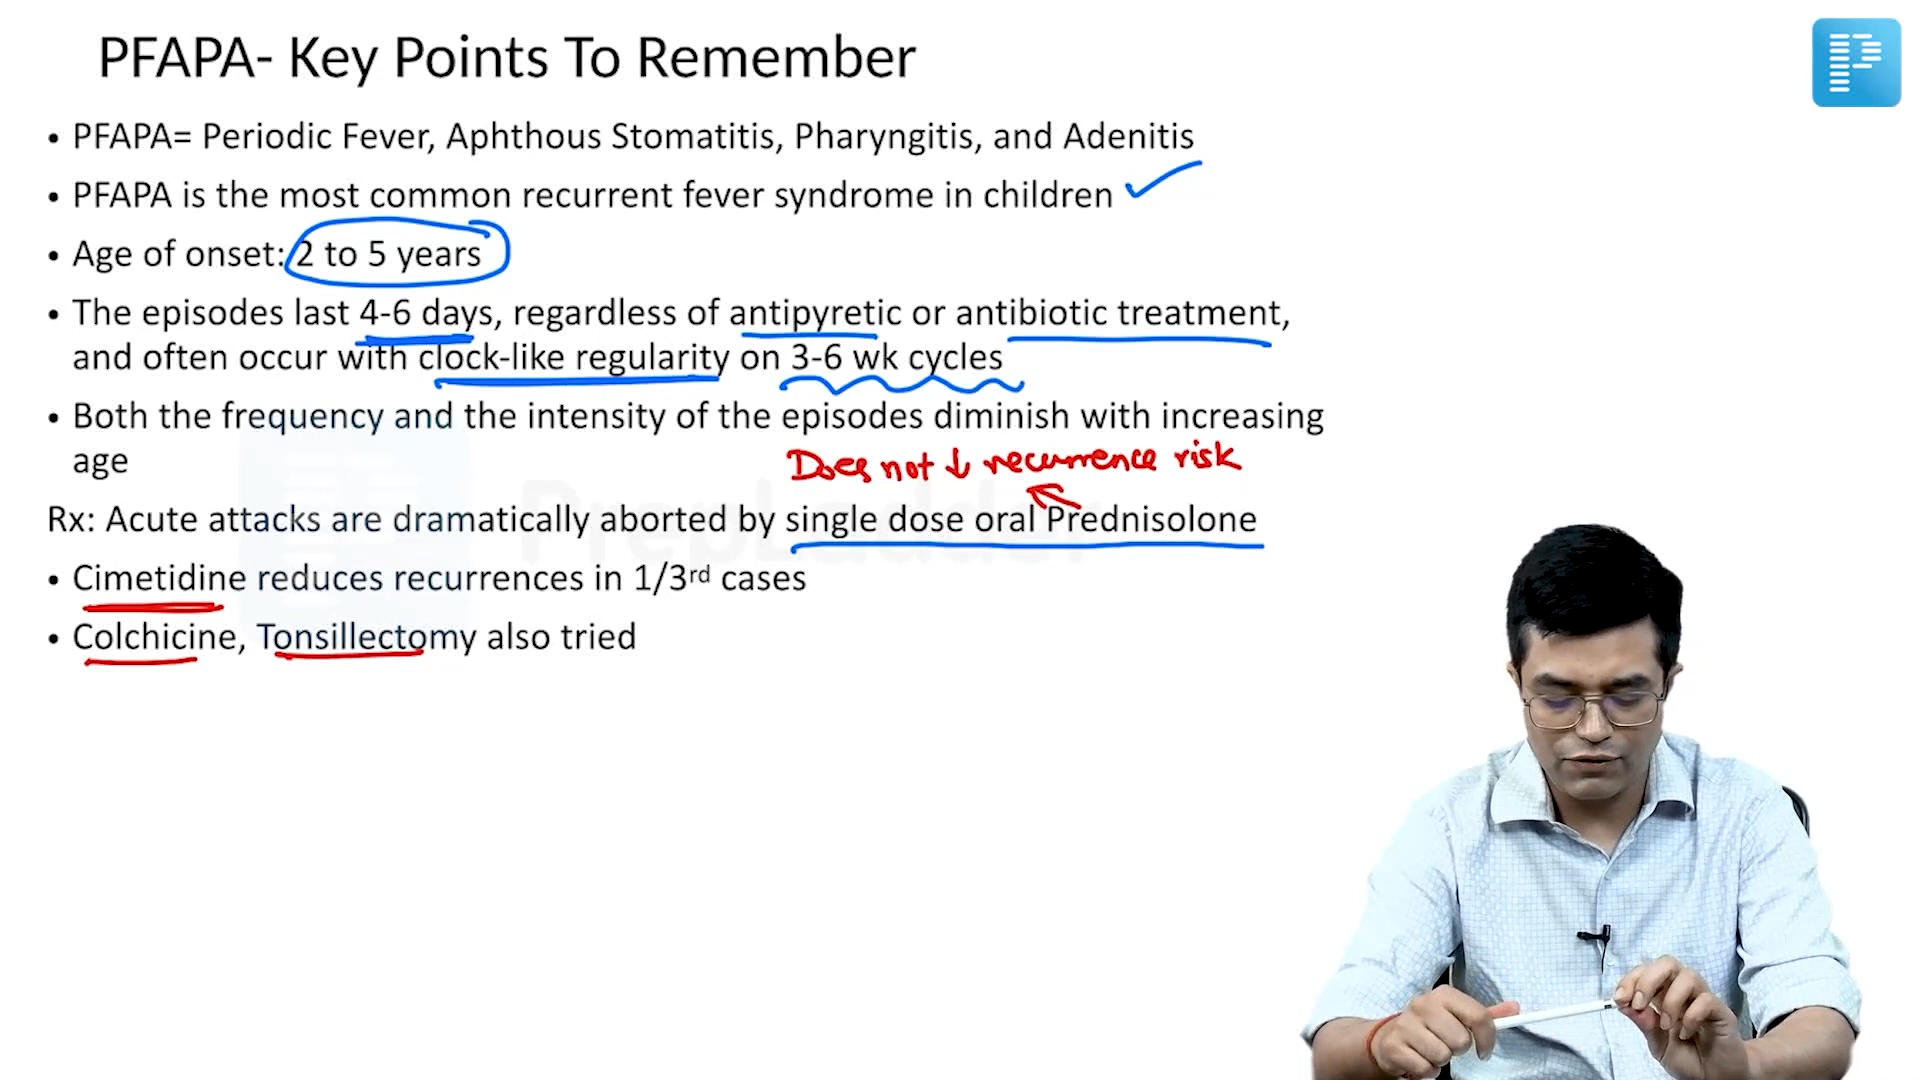 PFAPA- Key Points To Remember
• PFAPA= Periodic Fever, Aphthous Stomatitis, Pharyngitis, and Adenitis
• PFAPA is the most common recurrent fever syndrome in children
• Age of onset: 2 to 5 years
• The episodes last 4-6 days, regardless of antipyretic or antibiotic treatment,
and often occur with clock-like regularity on 3-6 wk cycles
• Both the frequency and the intensity of the episodes diminish with increasing
age
Does not ↓ recurrence risk
Rx: Acute attacks are dramatically aborted by single dose oral Prednisolone
PrepLadder
• Cimetidine reduces recurrences in 1/3rd cases
• Colchicine, Tonsillectomy also tried